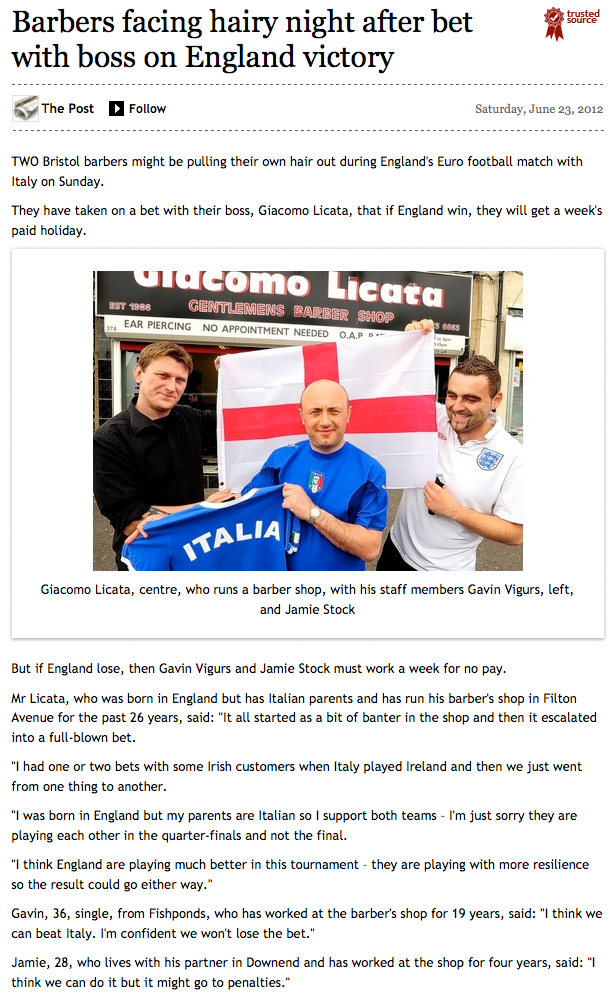 Barbers facing hairy night after bet
with boss on England victory
trusted
source
The Post Follow Saturday, June 23, 2012
TWO Bristol barbers might be pulling their own hair out during England's Euro football match with
Italy on Sunday.
They have taken on a bet with their boss, Giacomo Licata, that if England win, they will get a week's
paid holiday.
Giacomo Licata
EST 1986 GENTLEMENS BARBER SHOP
374 EAR PIERCING NO APPOINTMENT NEEDED O.A.P
ITALIA
Giacomo Licata, centre, who runs a barber shop, with his staff members Gavin Vigurs, left,
and Jamie Stock
But if England lose, then Gavin Vigurs and Jamie Stock must work a week for no pay.
Mr Licata, who was born in England but has Italian parents and has run his barber's shop in Filton
Avenue for the past 26 years, said: "It all started as a bit of banter in the shop and then it escalated
into a full-blown bet.
"I had one or two bets with some Irish customers when Italy played Ireland and then we just went
from one thing to another.
"I was born in England but my parents are Italian so I support both teams – I'm just sorry they are
playing each other in the quarter-finals and not the final.
"I think England are playing much better in this tournament – they are playing with more resilience
so the result could go either way."
Gavin, 36, single, from Fishponds, who has worked at the barber's shop for 19 years, said: "I think we
can beat Italy. I'm confident we won't lose the bet."
Jamie, 28, who lives with his partner in Downend and has worked at the shop for four years, said: "I
think we can do it but it might go to penalties."